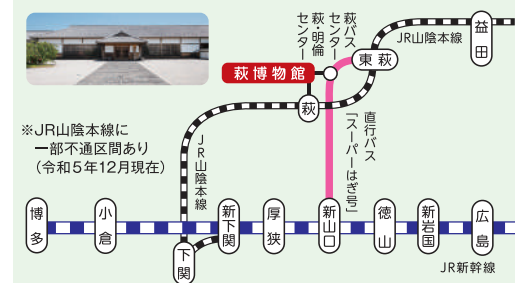 益田
JR山陰本線
萩バスセンター
萩・明倫センター
東萩
萩博物館
萩
直行バス
「スーパーはぎ号」
※JR山陰本線に
一部不通区間あり
（令和5年12月現在）
JR山陰本線
博多
小倉
下関
新下関
厚狭
新山口
徳山
新岩国
広島
JR新幹線